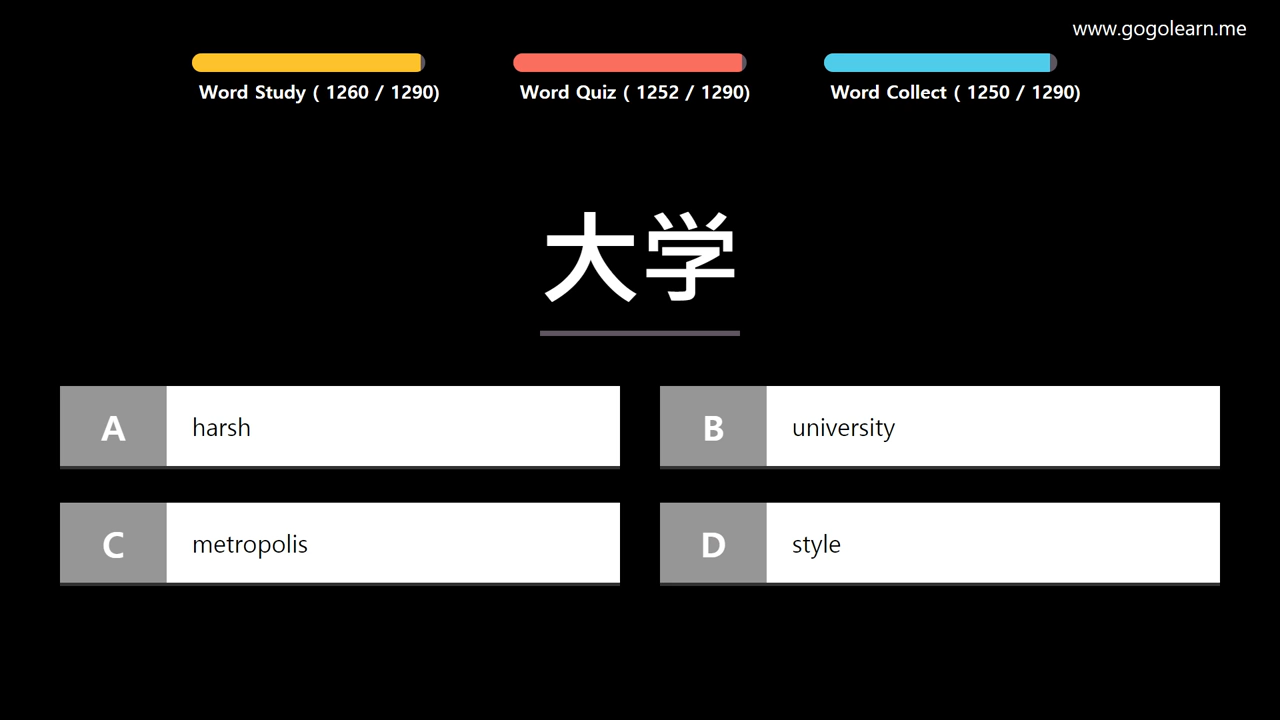 www.gogolearn.me
Word Study ( 1260 / 1290)
Word Quiz ( 1252 / 1290)
Word Collect ( 1250 / 1290)
大学
A harsh
B university
C metropolis
D style